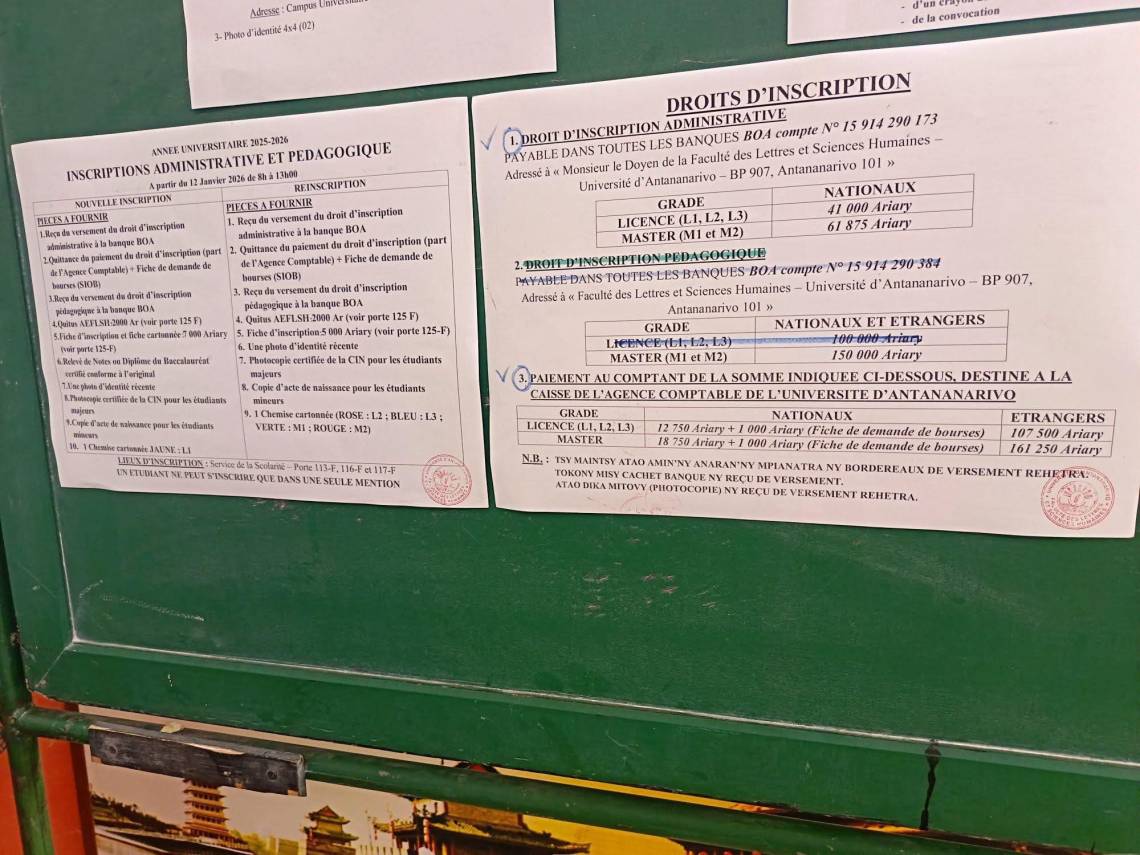 Adresse : Campus
3- Photo d'identité 4x4 (02)
- d'un
- de la convocation
ANNEE UNIVERSITAIRE 2025-2026
INSCRIPTIONS ADMINISTRATIVE ET PEDAGOGIQUE
A partir du 12 Janvier 2026 de 8h à 13h00
NOUVELLE INSCRIPTION
PIECES A FOURNIR
1.Reçu du versement du droit d'inscription
administrative à la banque BOA
2.Quittance du paiement du droit d'inscription (part
de l'Agence Comptable) + Fiche de demande de
bourses (SIOB)
3.Reçu du versement du droit d'inscription
pédagogique à la banque BOA
4.Quitus AEFLSH-2000 Ar (voir porte 125 F)
5.Fiche d'inscription et fiche cartonnée 7 000 Ariary
(voir porte 125-F)
6.Relevé de Notes ou Diplôme du Baccalauréat
certifié conforme à l'original
7.Une photo d'identité récente
8.Photocopie certifiée de la CIN pour les étudiants
majeurs
9.Copie d'acte de naissance pour les étudiants
mineurs
10. 1 Chemise cartonnée JAUNE : L1
REINSCRIPTION
PIECES A FOURNIR
1. Reçu du versement du droit d'inscription
administrative à la banque BOA
2. Quittance du paiement du droit d'inscription (part
de l'Agence Comptable) + Fiche de demande de
bourses (SIOB)
3. Reçu du versement du droit d'inscription
pédagogique à la banque BOA
4. Quitus AEFLSH-2000 Ar (voir porte 125 F)
5. Fiche d'inscription-5 000 Ariary (voir porte 125-F)
6. Une photo d'identité récente
7. Photocopie certifiée de la CIN pour les étudiants
majeurs
8. Copie d'acte de naissance pour les étudiants
mineurs
9. 1 Chemise cartonnée (ROSE : L2 ; BLEU : L3 ;
VERTE : M1 ; ROUGE : M2)
LIEUX D'INSCRIPTION : Service de la Scolarité – Porte 113-F, 116-F et 117-F
UN ETUDIANT NE PEUT S'INSCRIRE QUE DANS UNE SEULE MENTION
DROITS D'INSCRIPTION
1. DROIT D'INSCRIPTION ADMINISTRATIVE
PAYABLE DANS TOUTES LES BANQUES BOA compte N° 15 914 290 173
Adressé à « Monsieur le Doyen de la Faculté des Lettres et Sciences Humaines –
Université d'Antananarivo – BP 907, Antananarivo 101 »
GRADE NATIONAUX
LICENCE (L1, L2, L3) 41 000 Ariary
MASTER (M1 et M2) 61 875 Ariary
2. DROIT D'INSCRIPTION PEDAGOGIQUE
PAYABLE DANS TOUTES LES BANQUES BOA compte N° 15 914 290 384
Adressé à « Faculté des Lettres et Sciences Humaines – Université d'Antananarivo – BP 907,
Antananarivo 101 »
GRADE NATIONAUX ET ETRANGERS
LICENCE (L1, L2, L3) 100 000 Ariary
MASTER (M1 et M2) 150 000 Ariary
3. PAIEMENT AU COMPTANT DE LA SOMME INDIQUEE CI-DESSOUS, DESTINE A LA
CAISSE DE L'AGENCE COMPTABLE DE L'UNIVERSITE D'ANTANANARIVO
GRADE NATIONAUX ETRANGERS
LICENCE (L1, L2, L3) 12 750 Ariary + 1 000 Ariary (Fiche de demande de bourses) 107 500 Ariary
MASTER 18 750 Ariary + 1 000 Ariary (Fiche de demande de bourses) 161 250 Ariary
N.B. : TSY MAINTSY ATAO AMIN'NY ANARAN'NY MPIANATRA NY BORDEREAUX DE VERSEMENT REHETRA.
TOKONY MISY CACHET BANQUE NY REÇU DE VERSEMENT.
ATAO DIKA MITOVY (PHOTOCOPIE) NY REÇU DE VERSEMENT REHETRA.